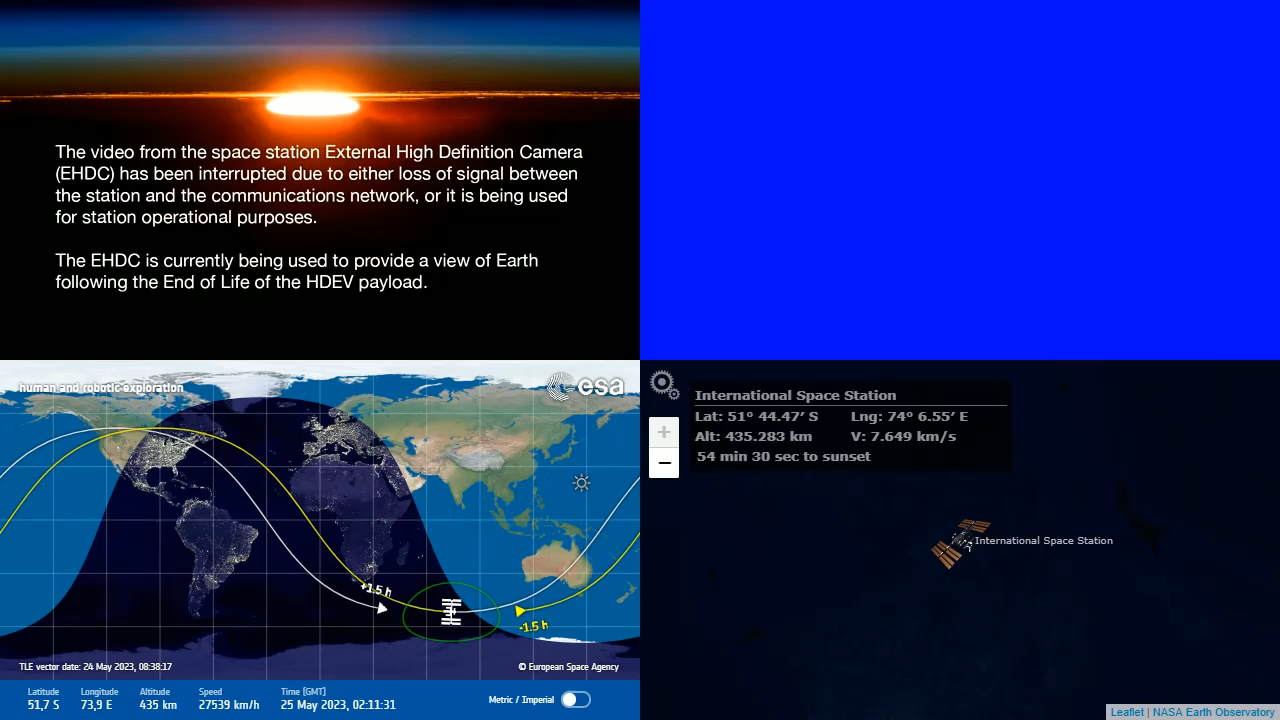 The video from the space station External High Definition Camera
(EHDC) has been interrupted due to either loss of signal between
the station and the communications network, or it is being used
for station operational purposes.
The EHDC is currently being used to provide a view of Earth
following the End of Life of the HDEV payload.
human and robotic exploration
esa
+1.5 h
-1.5 h
TLE vector date: 24 May 2023, 08:38:17
© European Space Agency
Latitude
51,7 S
Longitude
73,9 E
Altitude
435 km
Speed
27539 km/h
Time [GMT]
25 May 2023, 02:11:31
Metric / Imperial
+
−
International Space Station
Lat: 51° 44.47′ S Lng: 74° 6.55′ E
Alt: 435.283 km V: 7.649 km/s
54 min 30 sec to sunset
International Space Station
Leaflet | NASA Earth Observatory